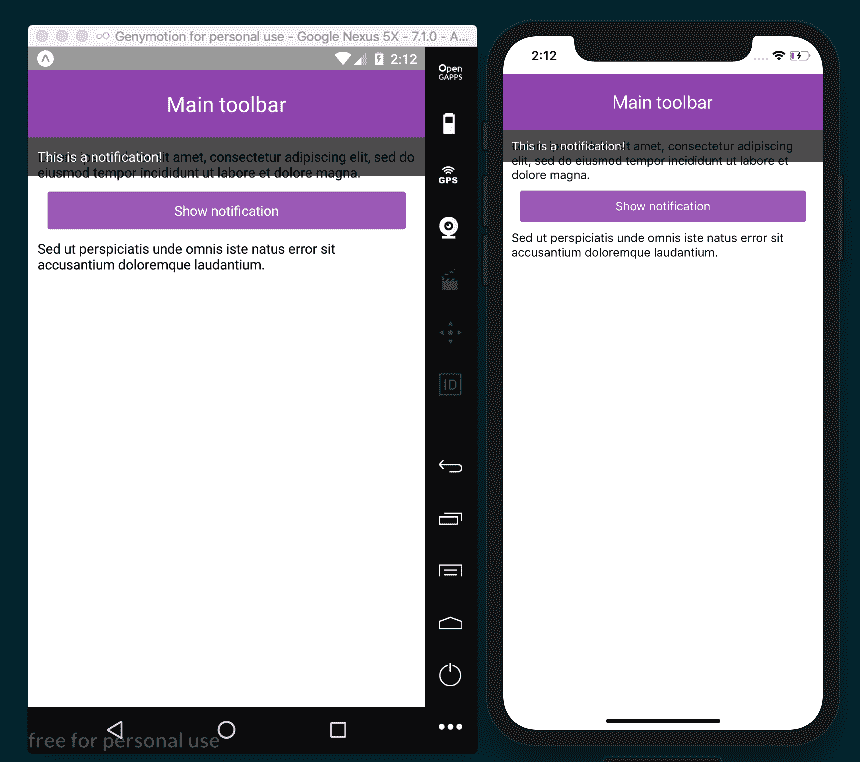 Genymotion for personal use - Google Nexus 5X - 7.1.0 - A...
2:12
Open
GAPPS
Main toolbar
This is a notification! t amet, consectetur adipiscing elit, sed do
eiusmod tempor incididunt ut labore et dolore magna.
GPS
Show notification
Sed ut perspiciatis unde omnis iste natus error sit
accusantium doloremque laudantium.
ID
free for personal use
2:12
Main toolbar
This is a notification! amet, consectetur adipiscing
elit, sed do tempor incididunt ut labore et
dolore magna.
Show notification
Sed ut perspiciatis unde omnis iste natus error sit
accusantium doloremque laudantium.